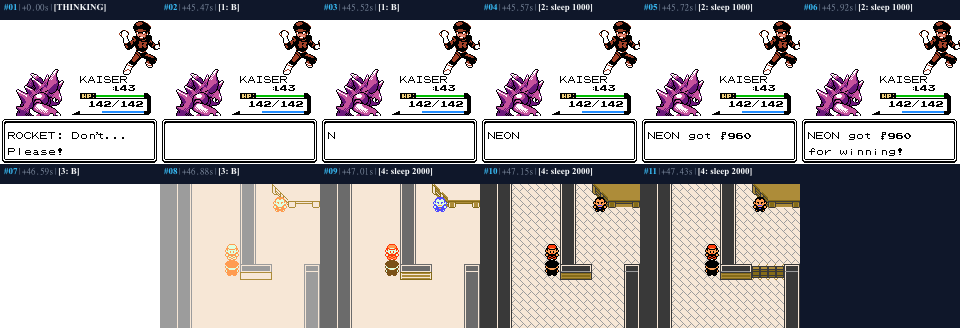 #01 | +0.00s | [THINKING]
#02 | +45.47s | [1: B]
#03 | +45.52s | [1: B]
#04 | +45.57s | [2: sleep 1000]
#05 | +45.72s | [2: sleep 1000]
#06 | +45.92s | [2: sleep 1000]
KAISER
:L43
HP:
142/142
ROCKET: Don't...
Please!
KAISER
:L43
HP:
142/142
KAISER
:L43
HP:
142/142
N
KAISER
:L43
HP:
142/142
NEON
KAISER
:L43
HP:
142/142
NEON got ₽960
KAISER
:L43
HP:
142/142
NEON got ₽960
for winning!
#07 | +46.59s | [3: B]
#08 | +46.88s | [3: B]
#09 | +47.01s | [4: sleep 2000]
#10 | +47.15s | [4: sleep 2000]
#11 | +47.43s | [4: sleep 2000]